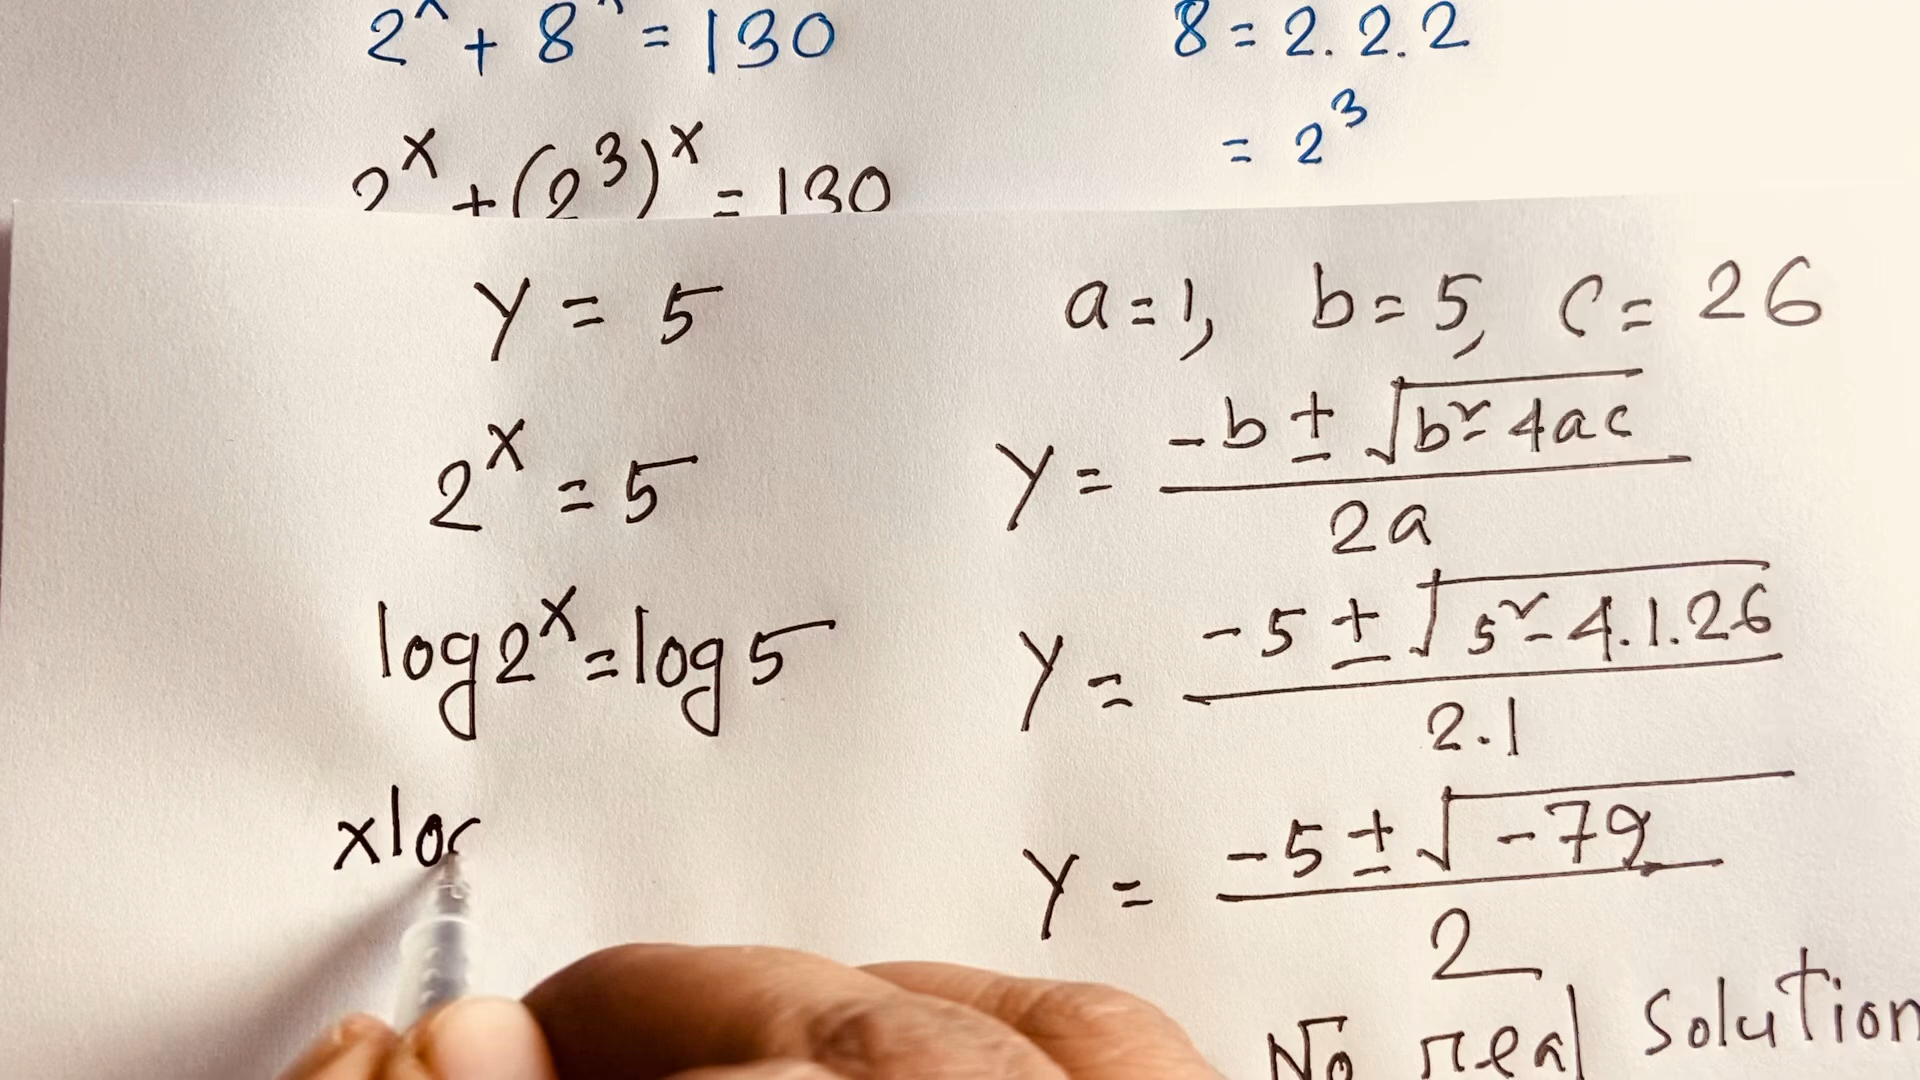 2^x + 8^x = 130
8 = 2.2.2
= 2^3
2^x + (2^3)^x = 130
y = 5
2^x = 5
log 2^x = log 5
x log
a = 1, b = 5, c = 26
y = (-b ± √(b² - 4ac)) / 2a
y = (-5 ± √(5² - 4.1.26)) / 2.1
y = (-5 ± √-79) / 2
No real Solution